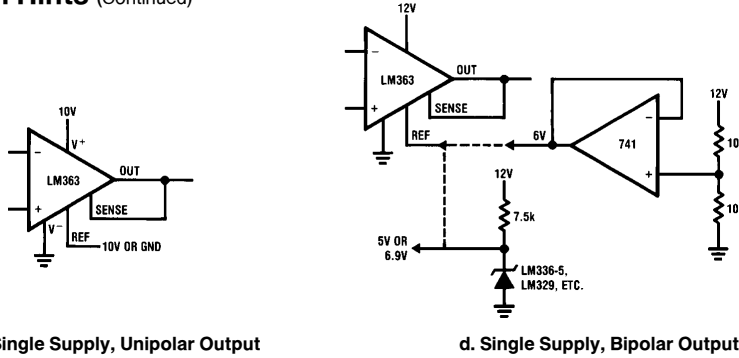 (Continued)
10V
V+
−
LM363
OUT
+
SENSE
V−
REF
10V OR GND
Single Supply, Unipolar Output
12V
−
LM363
OUT
+
SENSE
REF
6V
−
741
+
12V
10
10
12V
7.5k
5V OR
6.9V
LM336-5,
LM329, ETC.
d. Single Supply, Bipolar Output